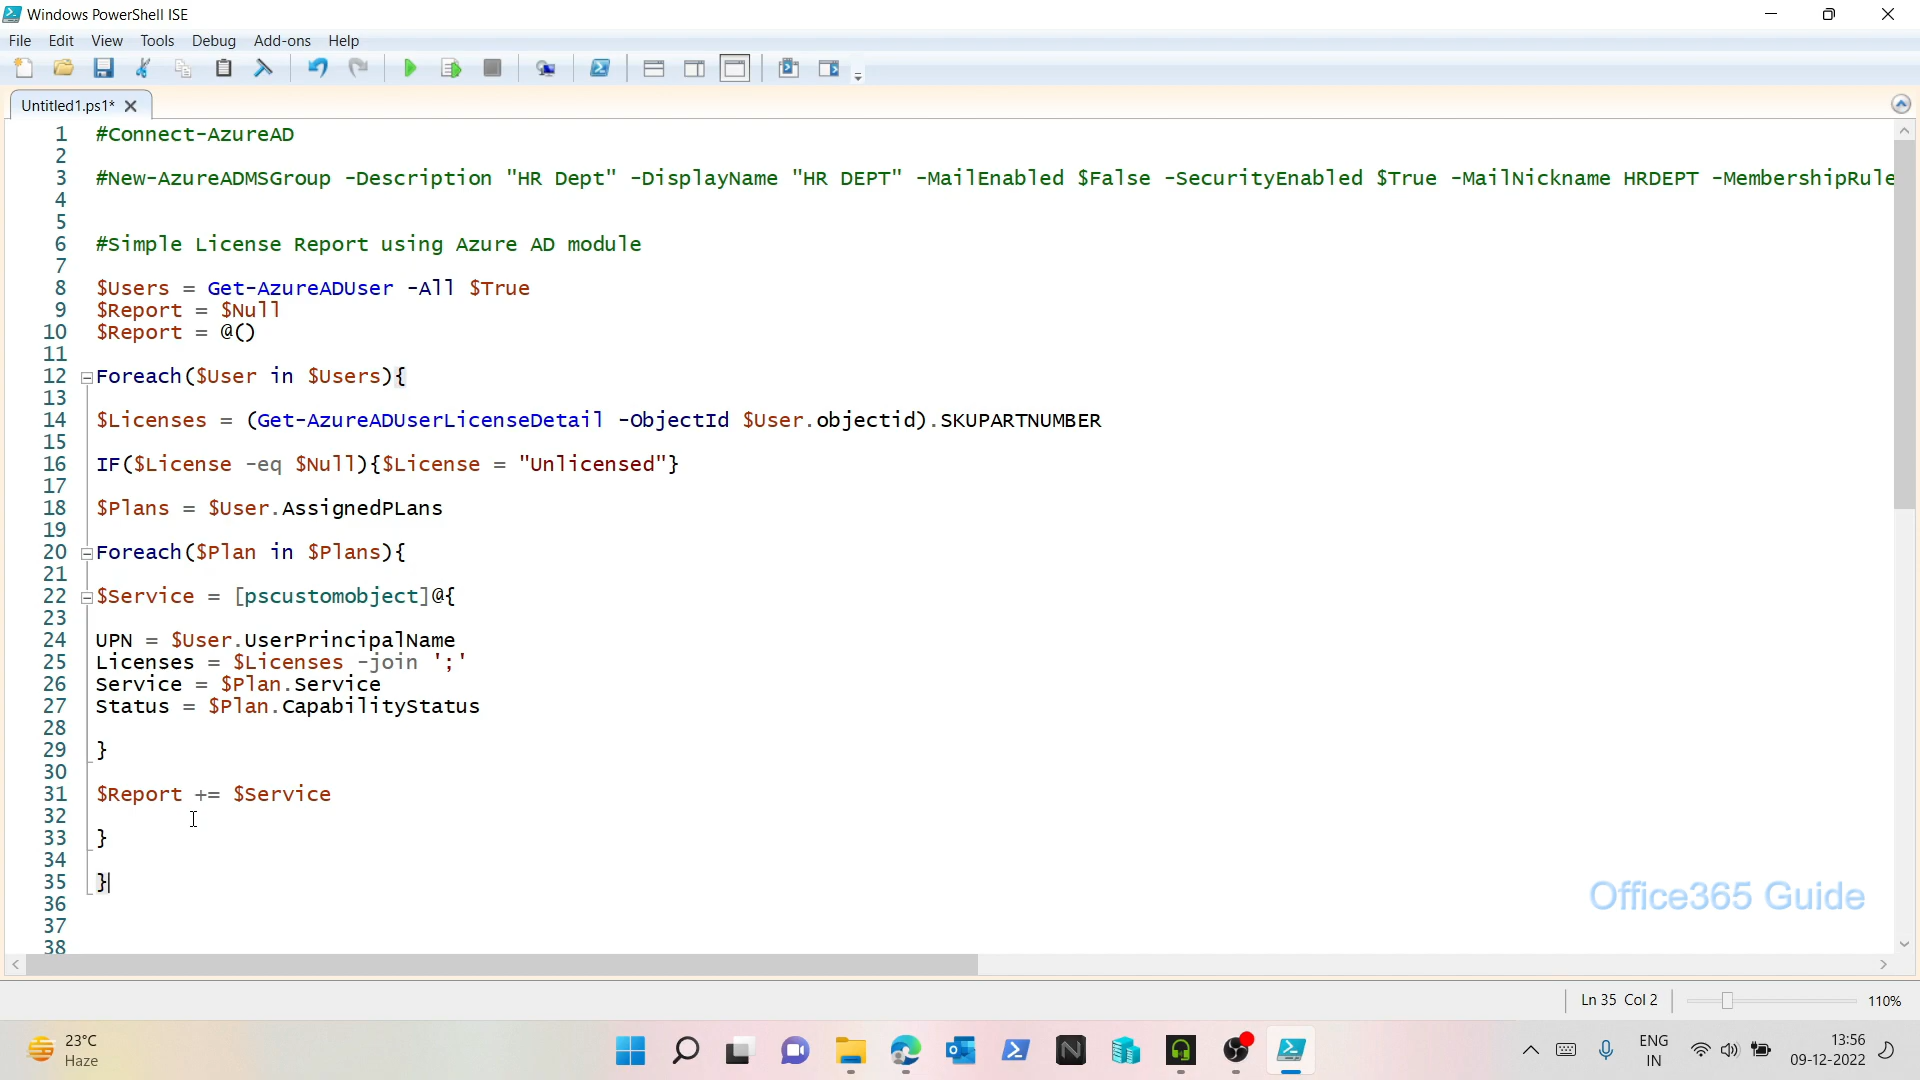 Windows PowerShell ISE
File Edit View Tools Debug Add-ons Help
Untitled1.ps1*
1 #Connect-AzureAD
2
3 #New-AzureADMSGroup -Description "HR Dept" -DisplayName "HR DEPT" -MailEnabled $False -SecurityEnabled $True -MailNickname HRDEPT -MembershipRule
4
5
6 #Simple License Report using Azure AD module
7
8 $Users = Get-AzureADUser -All $True
9 $Report = $Null
10 $Report = @()
11
12 Foreach($User in $Users){
13
14 $Licenses = (Get-AzureADUserLicenseDetail -ObjectId $User.objectid).SKUPARTNUMBER
15
16 IF($License -eq $Null){$License = "Unlicensed"}
17
18 $Plans = $User.AssignedPLans
19
20 Foreach($Plan in $Plans){
21
22 $Service = [pscustomobject]@{
23
24 UPN = $User.UserPrincipalName
25 Licenses = $Licenses -join ';'
26 Service = $Plan.Service
27 Status = $Plan.CapabilityStatus
28
29 }
30
31 $Report += $Service
32
33 }
34
35 }
36
37
38
Office365 Guide
Ln 35 Col 2
110%
23°C
Haze
ENG
IN
13:56
09-12-2022